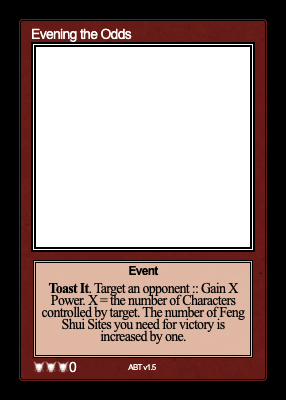 Evening the Odds
Event
Toast It. Target an opponent :: Gain X
Power. X = the number of Characters
controlled by target. The number of Feng
Shui Sites you need for victory is
increased by one.
0
ABT v1.5